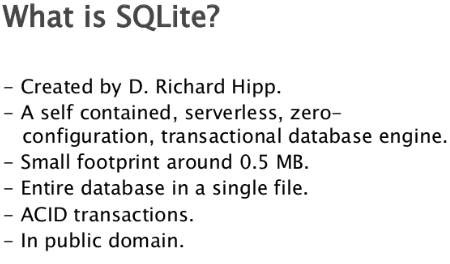 What is SQLite?
- Created by D. Richard Hipp.
- A self contained, serverless, zero-
configuration, transactional database engine.
- Small footprint around 0.5 MB.
- Entire database in a single file.
- ACID transactions.
- In public domain.